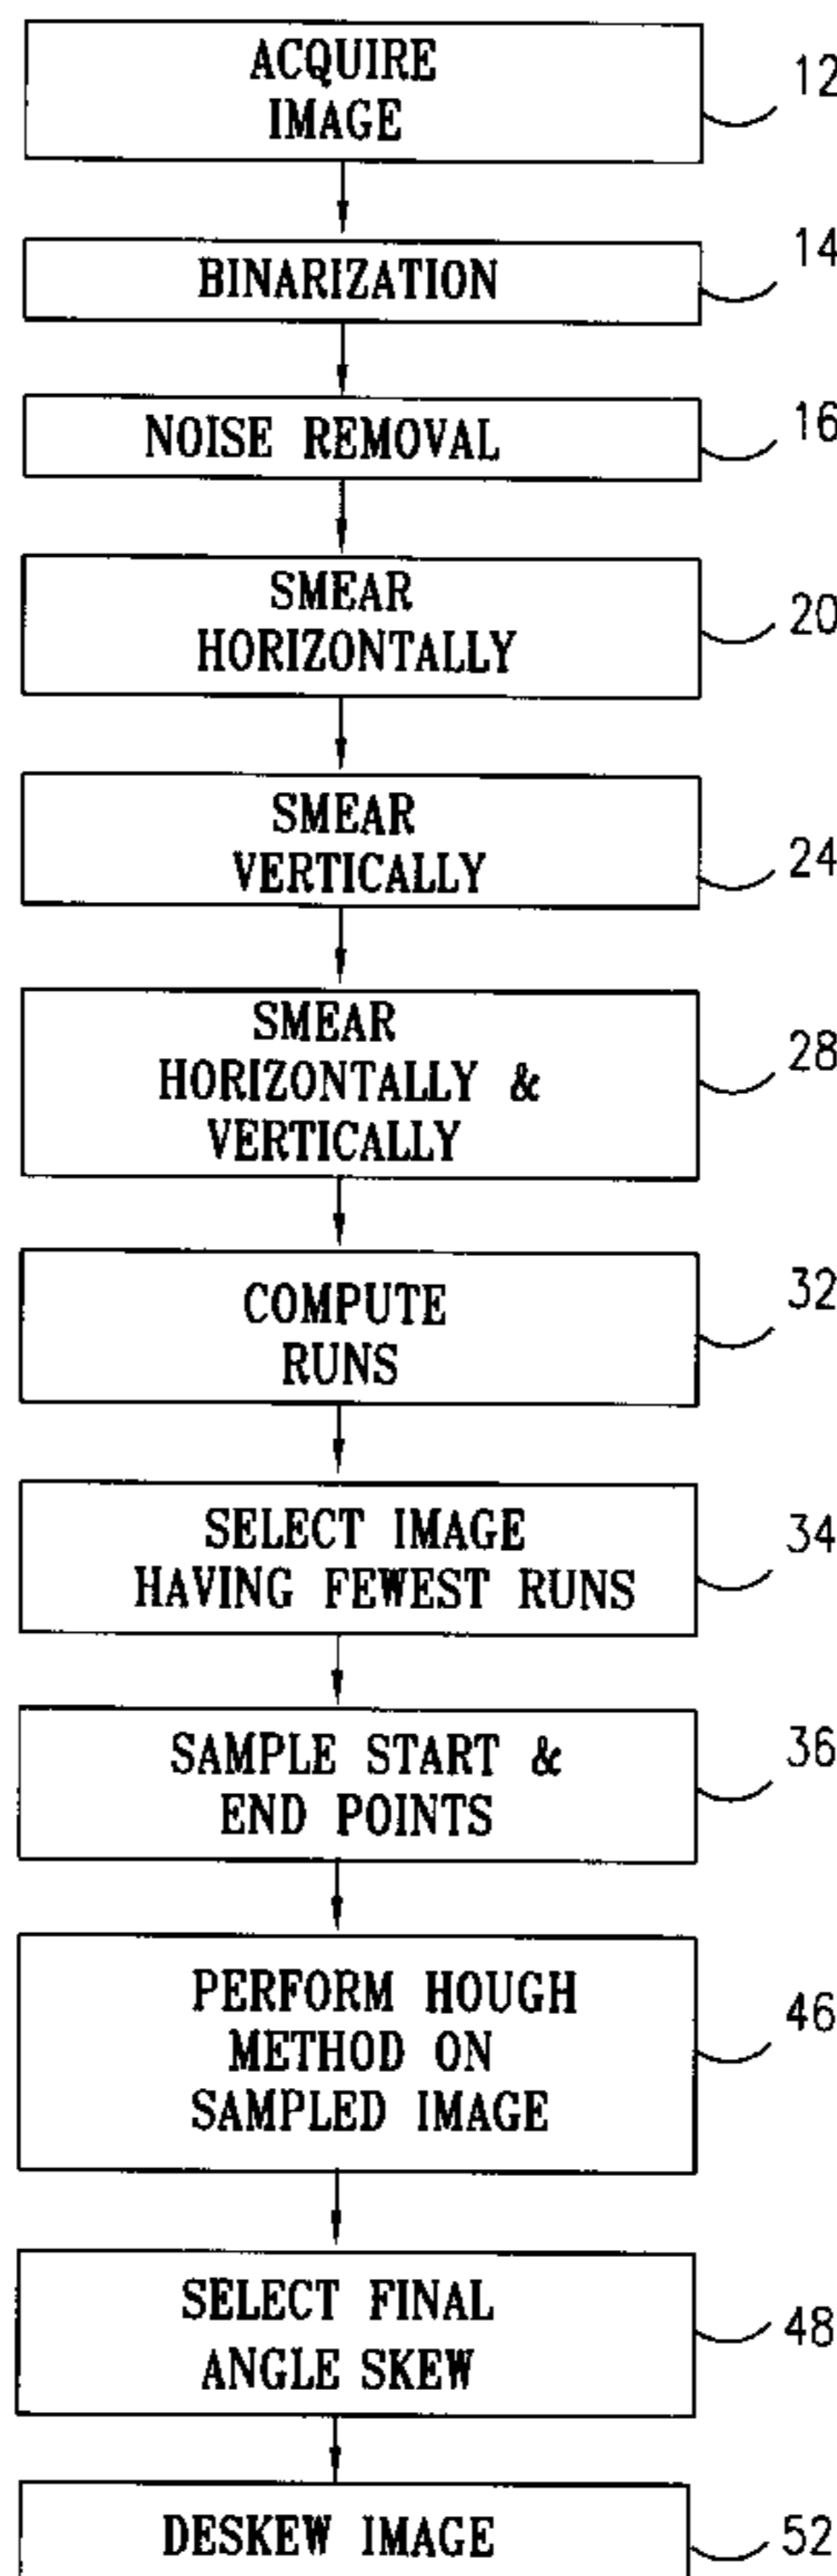 ACQUIRE
IMAGE
12
BINARIZATION
14
NOISE REMOVAL
16
SMEAR
HORIZONTALLY
20
SMEAR
VERTICALLY
24
SMEAR
HORIZONTALLY &
VERTICALLY
28
COMPUTE
RUNS
32
SELECT IMAGE
HAVING FEWEST RUNS
34
SAMPLE START &
END POINTS
36
PERFORM HOUGH
METHOD ON
SAMPLED IMAGE
46
SELECT FINAL
ANGLE SKEW
48
DESKEW IMAGE
52